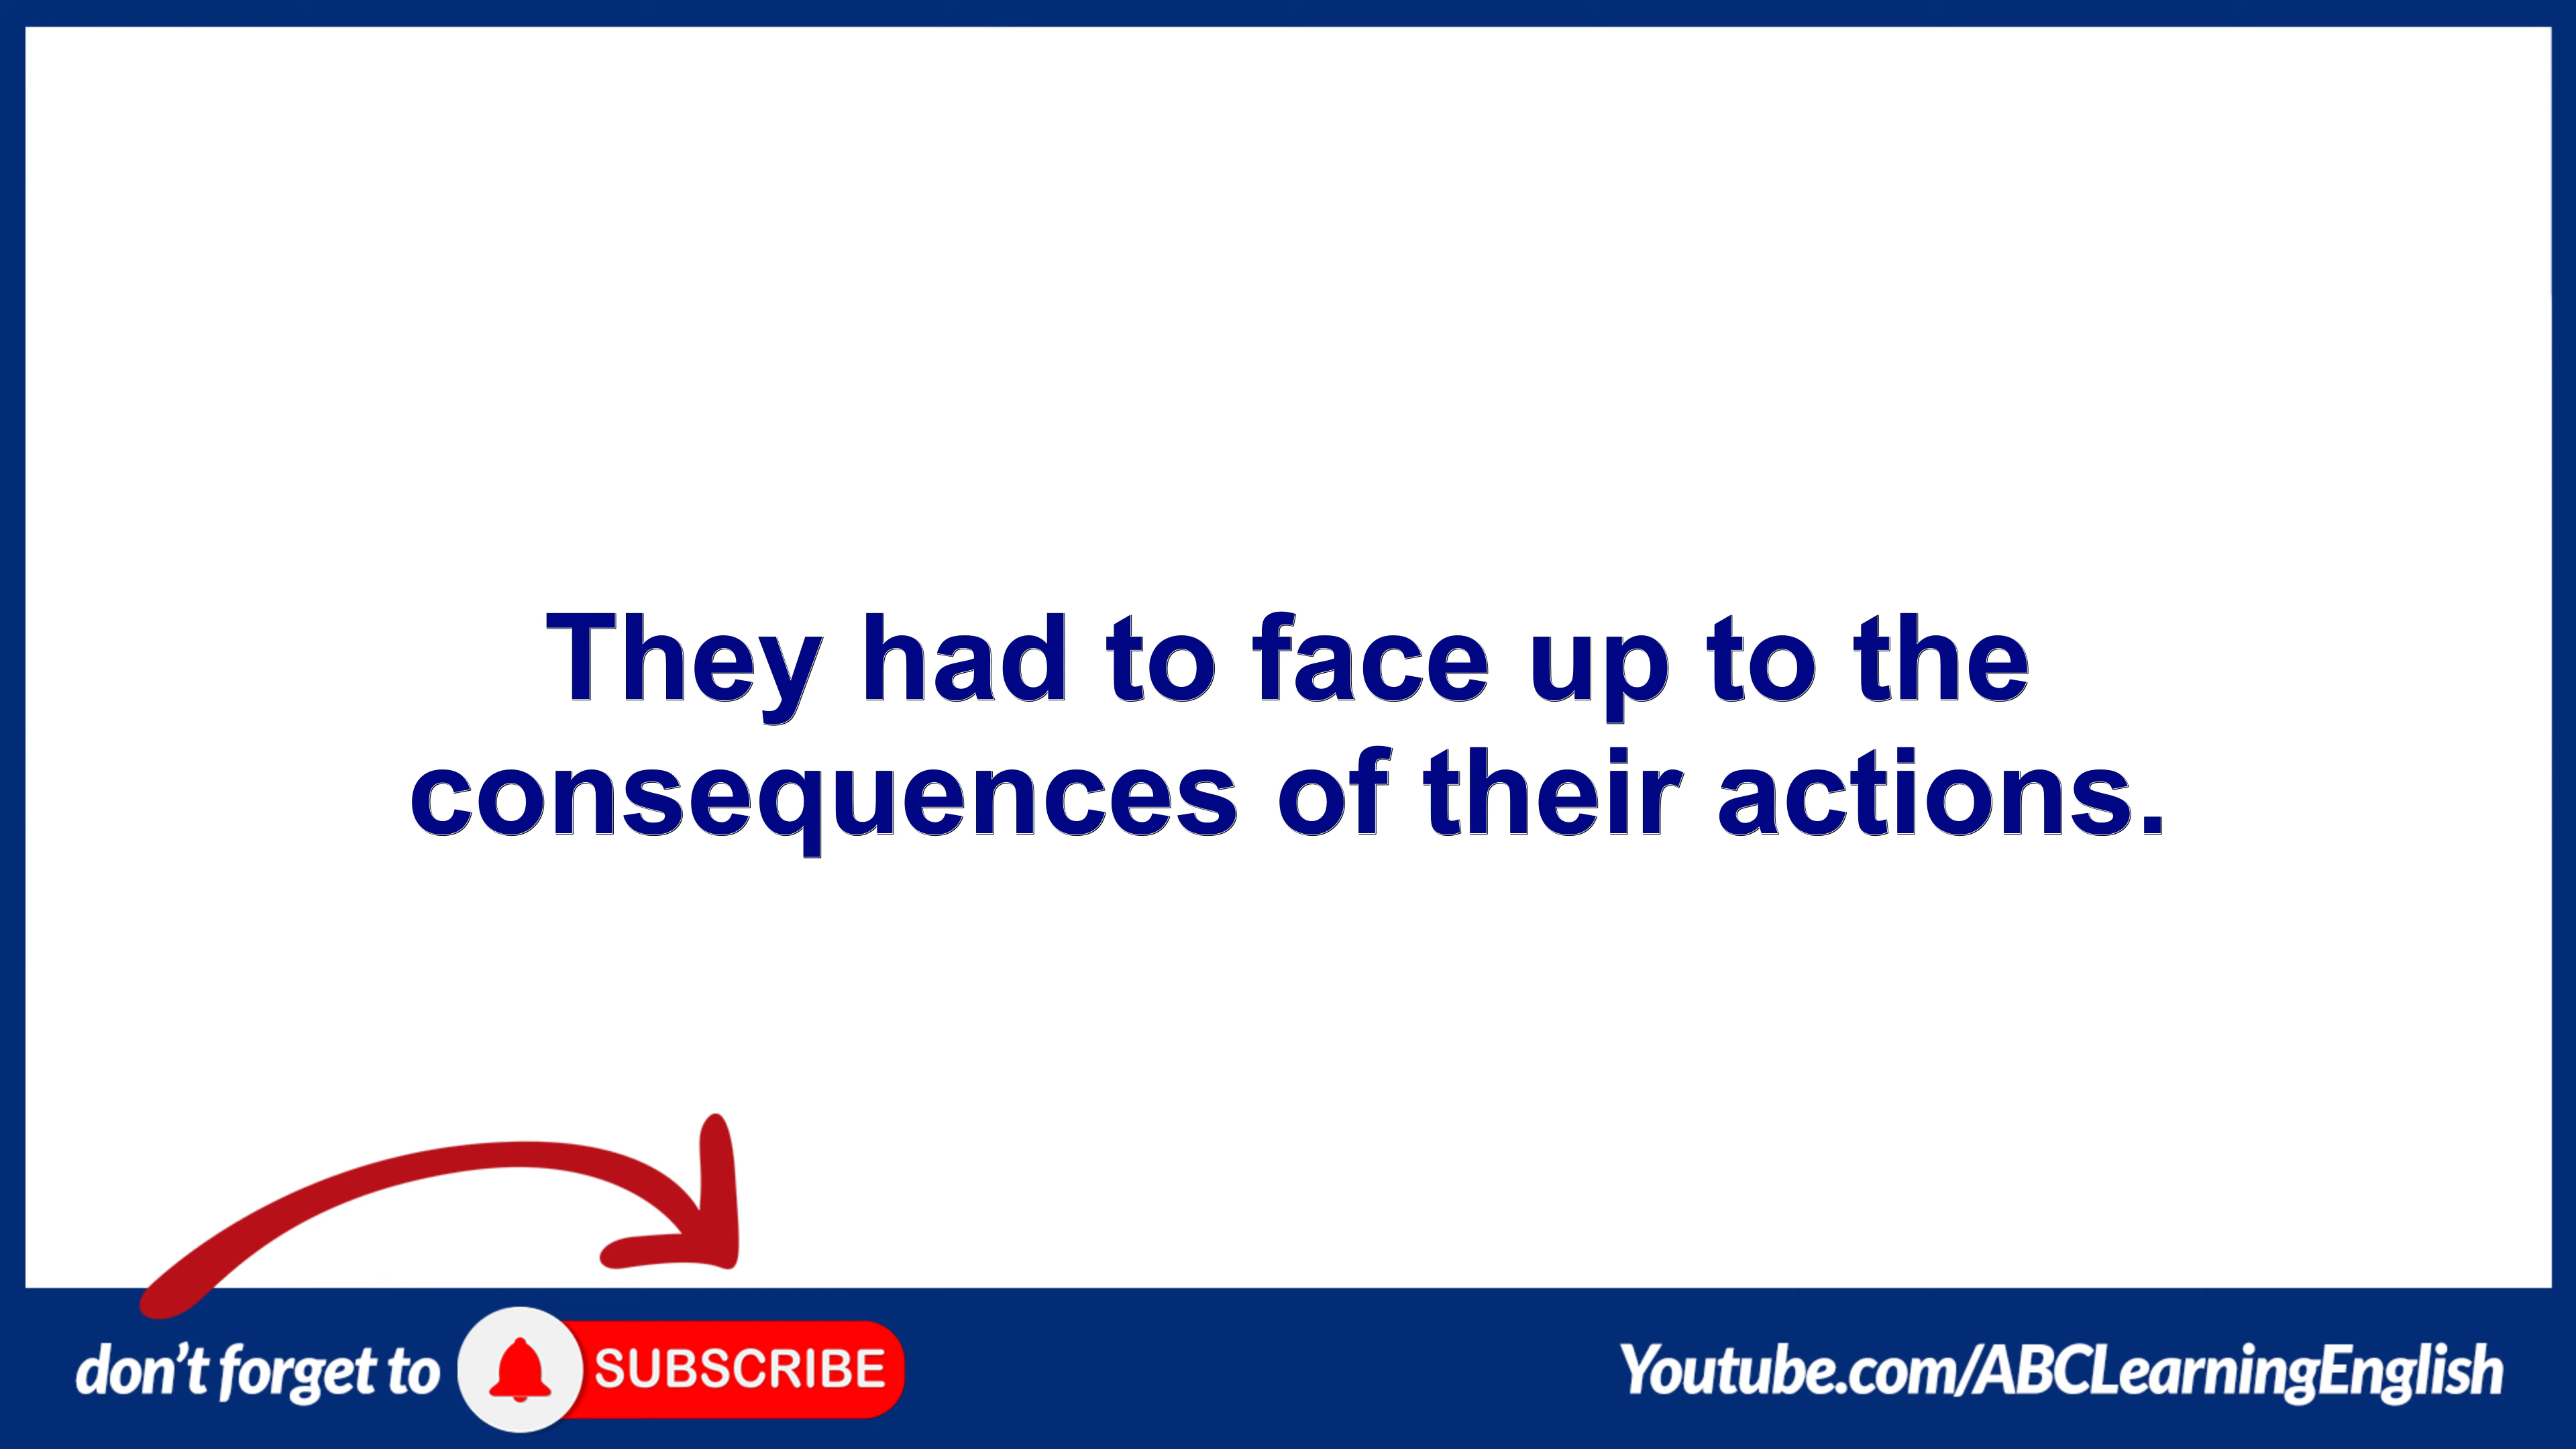 They had to face up to the
consequences of their actions.
don't forget to
SUBSCRIBE
Youtube.com/ABCLearningEnglish